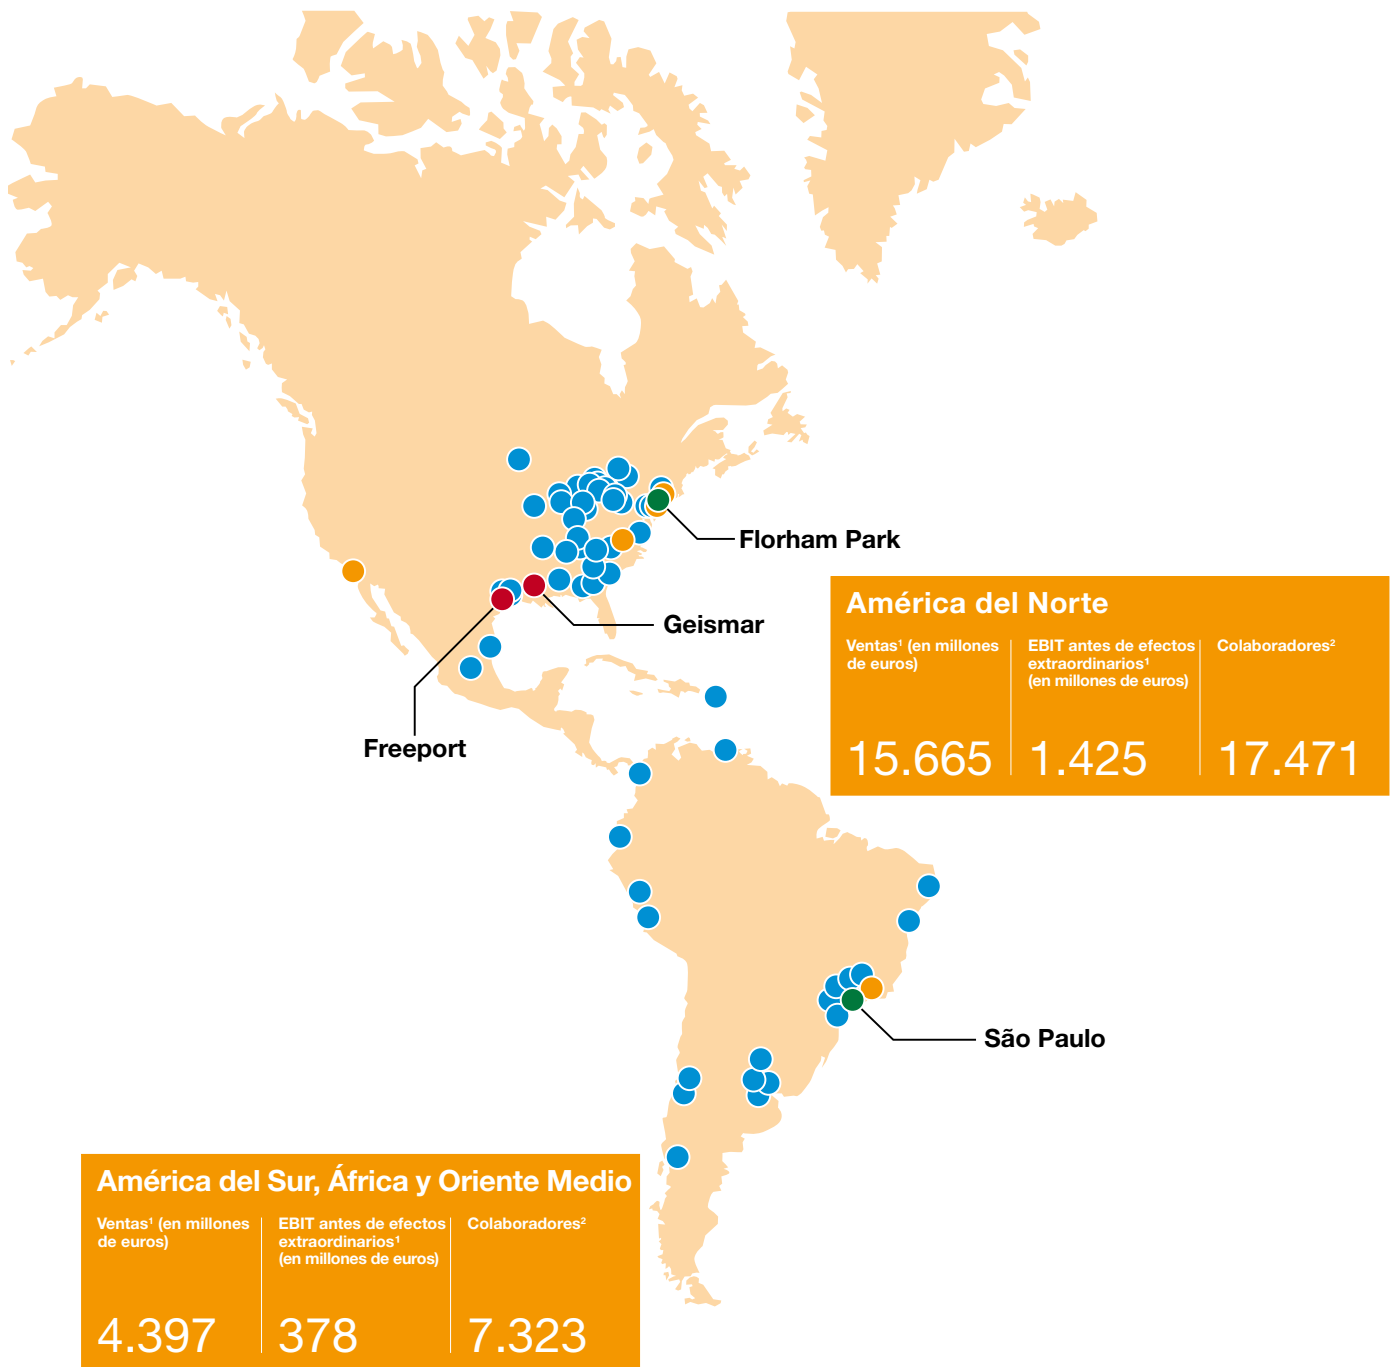 Florham Park
Geismar
Freeport
América del Norte
Ventas¹ (en millones
de euros)
EBIT antes de efectos
extraordinarios¹
(en millones de euros)
Colaboradores²
15.665
1.425
17.471
São Paulo
América del Sur, África y Oriente Medio
Ventas¹ (en millones
de euros)
EBIT antes de efectos
extraordinarios¹
(en millones de euros)
Colaboradores²
4.397
378
7.323